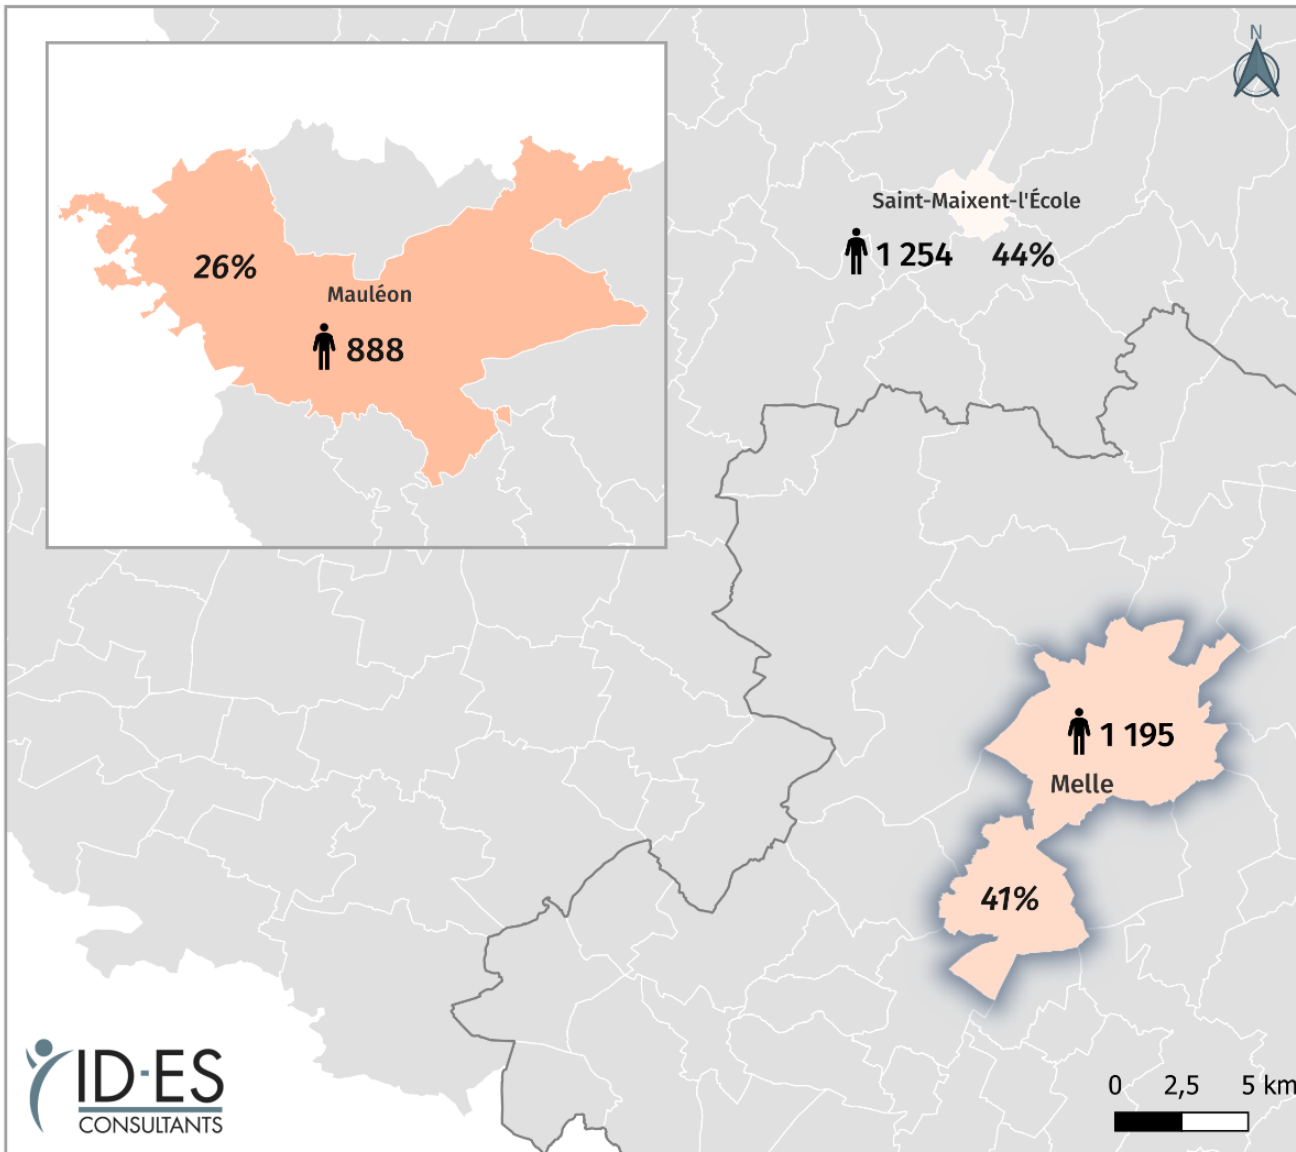 N
Saint-Maixent-l'École
1 254 44%
26%
Mauléon
888
1 195
Melle
41%
ID-ES
CONSULTANTS
0 2,5 5 km